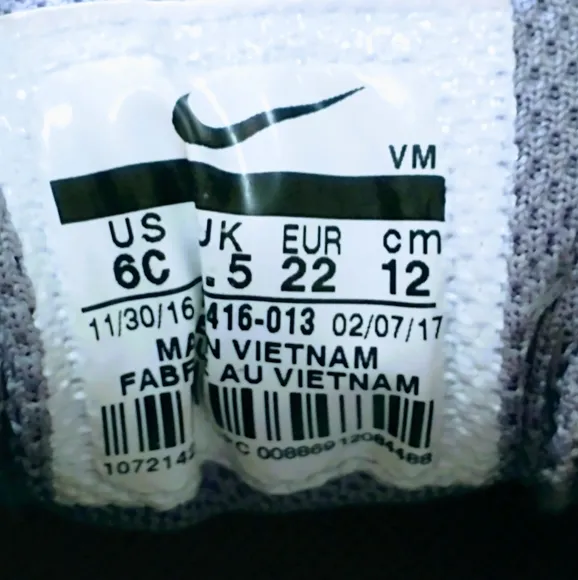 VM
US UK EUR cm
6C .5 22 12
11/30/16 416-013 02/07/17
VIETNAM
AU VIETNAM